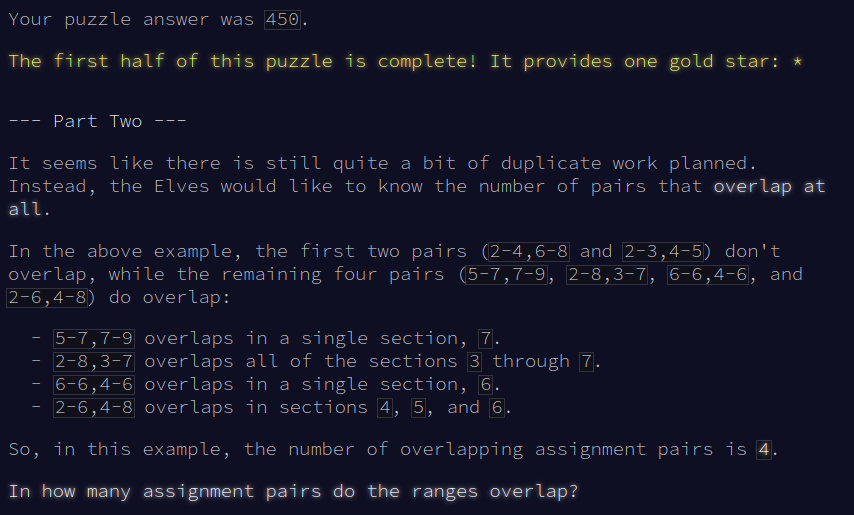 Your puzzle answer was 450.
The first half of this puzzle is complete! It provides one gold star: *
--- Part Two ---
It seems like there is still quite a bit of duplicate work planned.
Instead, the Elves would like to know the number of pairs that overlap at
all.
In the above example, the first two pairs (2-4,6-8 and 2-3,4-5) don't
overlap, while the remaining four pairs (5-7,7-9, 2-8,3-7, 6-6,4-6, and
2-6,4-8) do overlap:
- 5-7,7-9 overlaps in a single section, 7.
- 2-8,3-7 overlaps all of the sections 3 through 7.
- 6-6,4-6 overlaps in a single section, 6.
- 2-6,4-8 overlaps in sections 4, 5, and 6.
So, in this example, the number of overlapping assignment pairs is 4.
In how many assignment pairs do the ranges overlap?